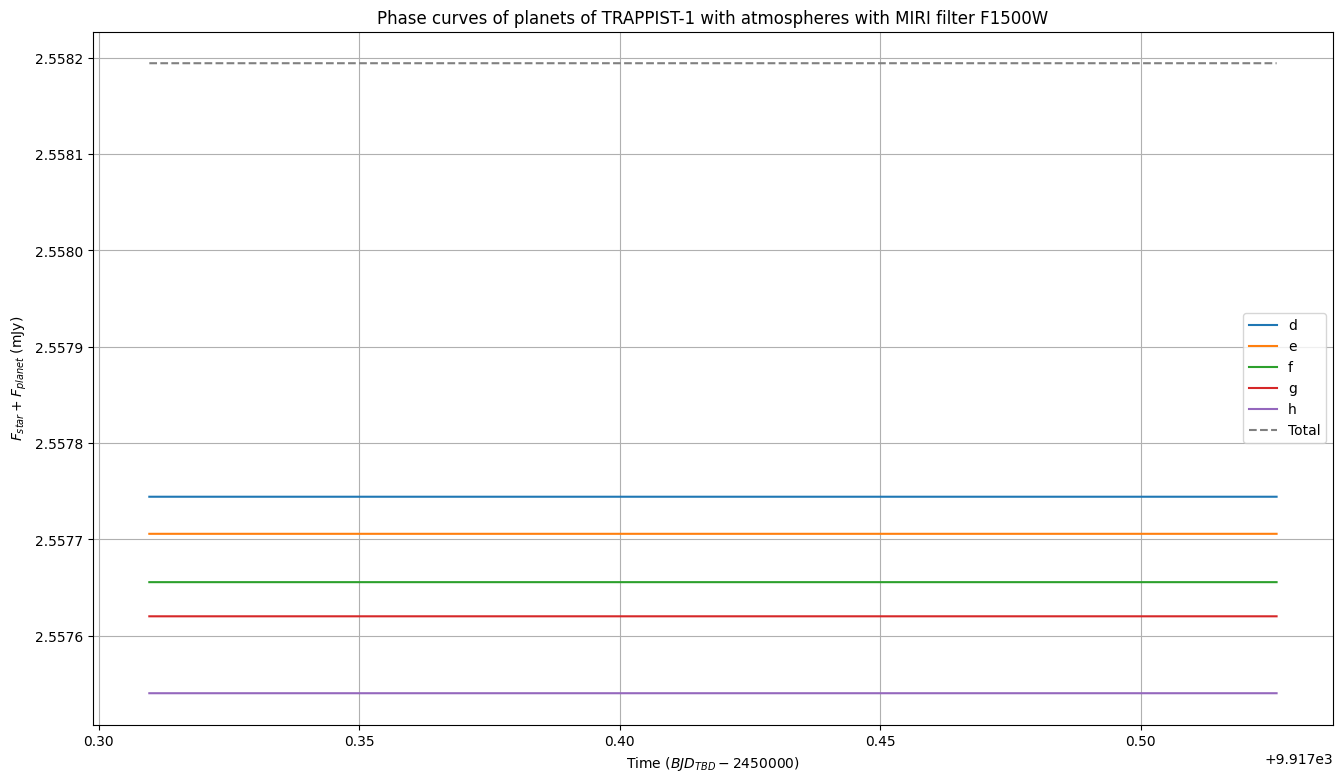 Phase curves of planets of TRAPPIST-1 with atmospheres with MIRI filter F1500W
2.5582
2.5581
2.5580
2.5579
2.5578
2.5577
2.5576
F_star + F_planet (mJy)
d
e
f
g
h
Total
0.30 0.35 0.40 0.45 0.50
+9.917e3
Time (BJD_TBD − 2450000)